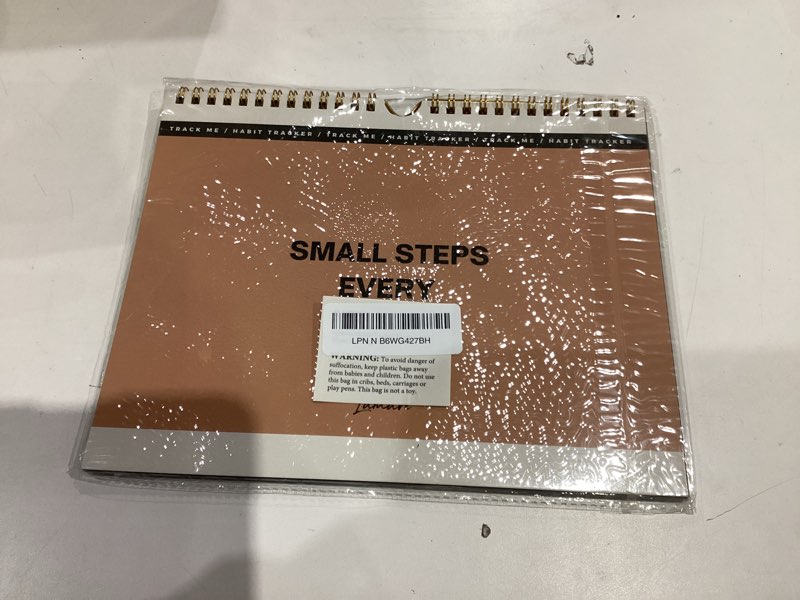 TRACK ME / HABIT TRACKER / TRACK ME / HABIT TRACKER / TRACK ME / HABIT TRACKER
SMALL STEPS
EVERY
LPN N B6WG427BH
WARNING: To avoid danger of
suffocation, keep plastic bags away
from babies and children. Do not use
this bag in cribs, beds, carriages or
play pens. This bag is not a toy.